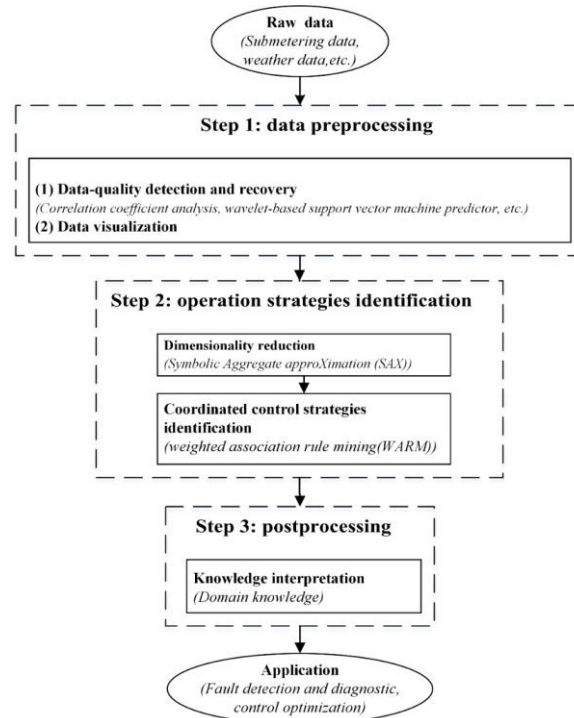 Raw data
(Submetering data,
weather data,etc.)
Step 1: data preprocessing
(1) Data-quality detection and recovery
(Correlation coefficient analysis, wavelet-based support vector machine predictor, etc.)
(2) Data visualization
Step 2: operation strategies identification
Dimensionality reduction
(Symbolic Aggregate approXimation (SAX))
Coordinated control strategies
identification
(weighted association rule mining(WARM))
Step 3: postprocessing
Knowledge interpretation
(Domain knowledge)
Application
(Fault detection and diagnostic,
control optimization)